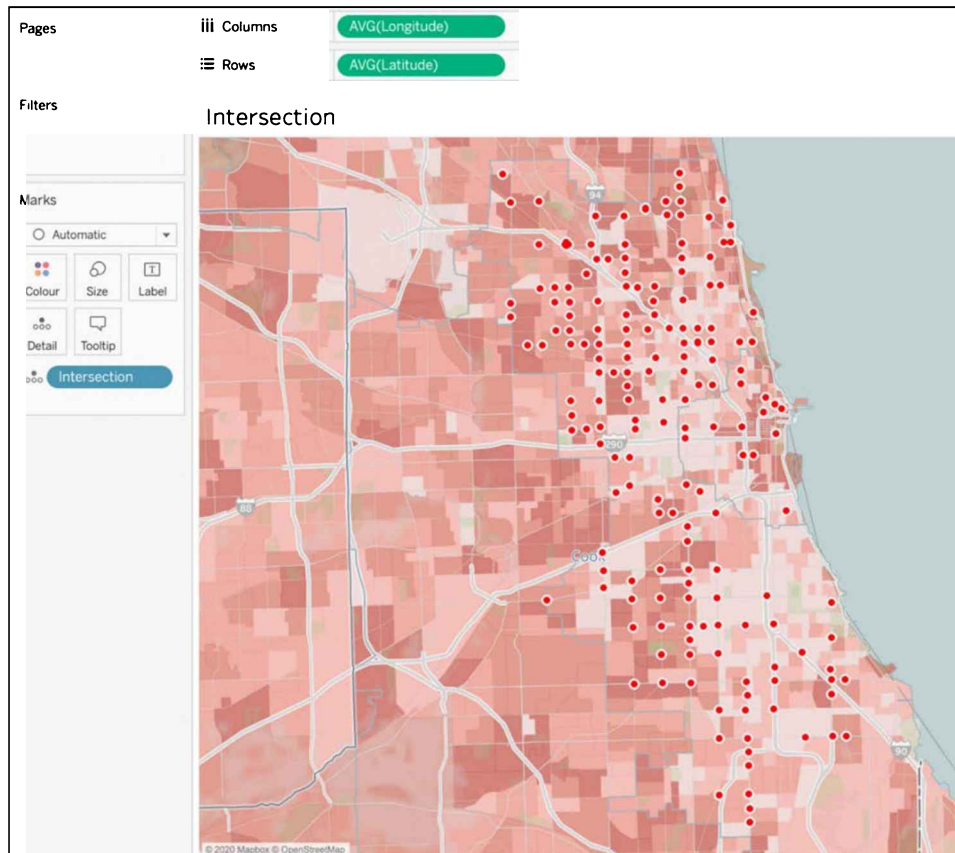 Pages
Columns
AVG(Longitude)
Rows
AVG(Latitude)
Filters
Intersection
Marks
Automatic
Colour
Size
T
Label
Detail
Tooltip
Intersection
94
290
88
Cook
90
© 2020 Mapbox © OpenStreetMap